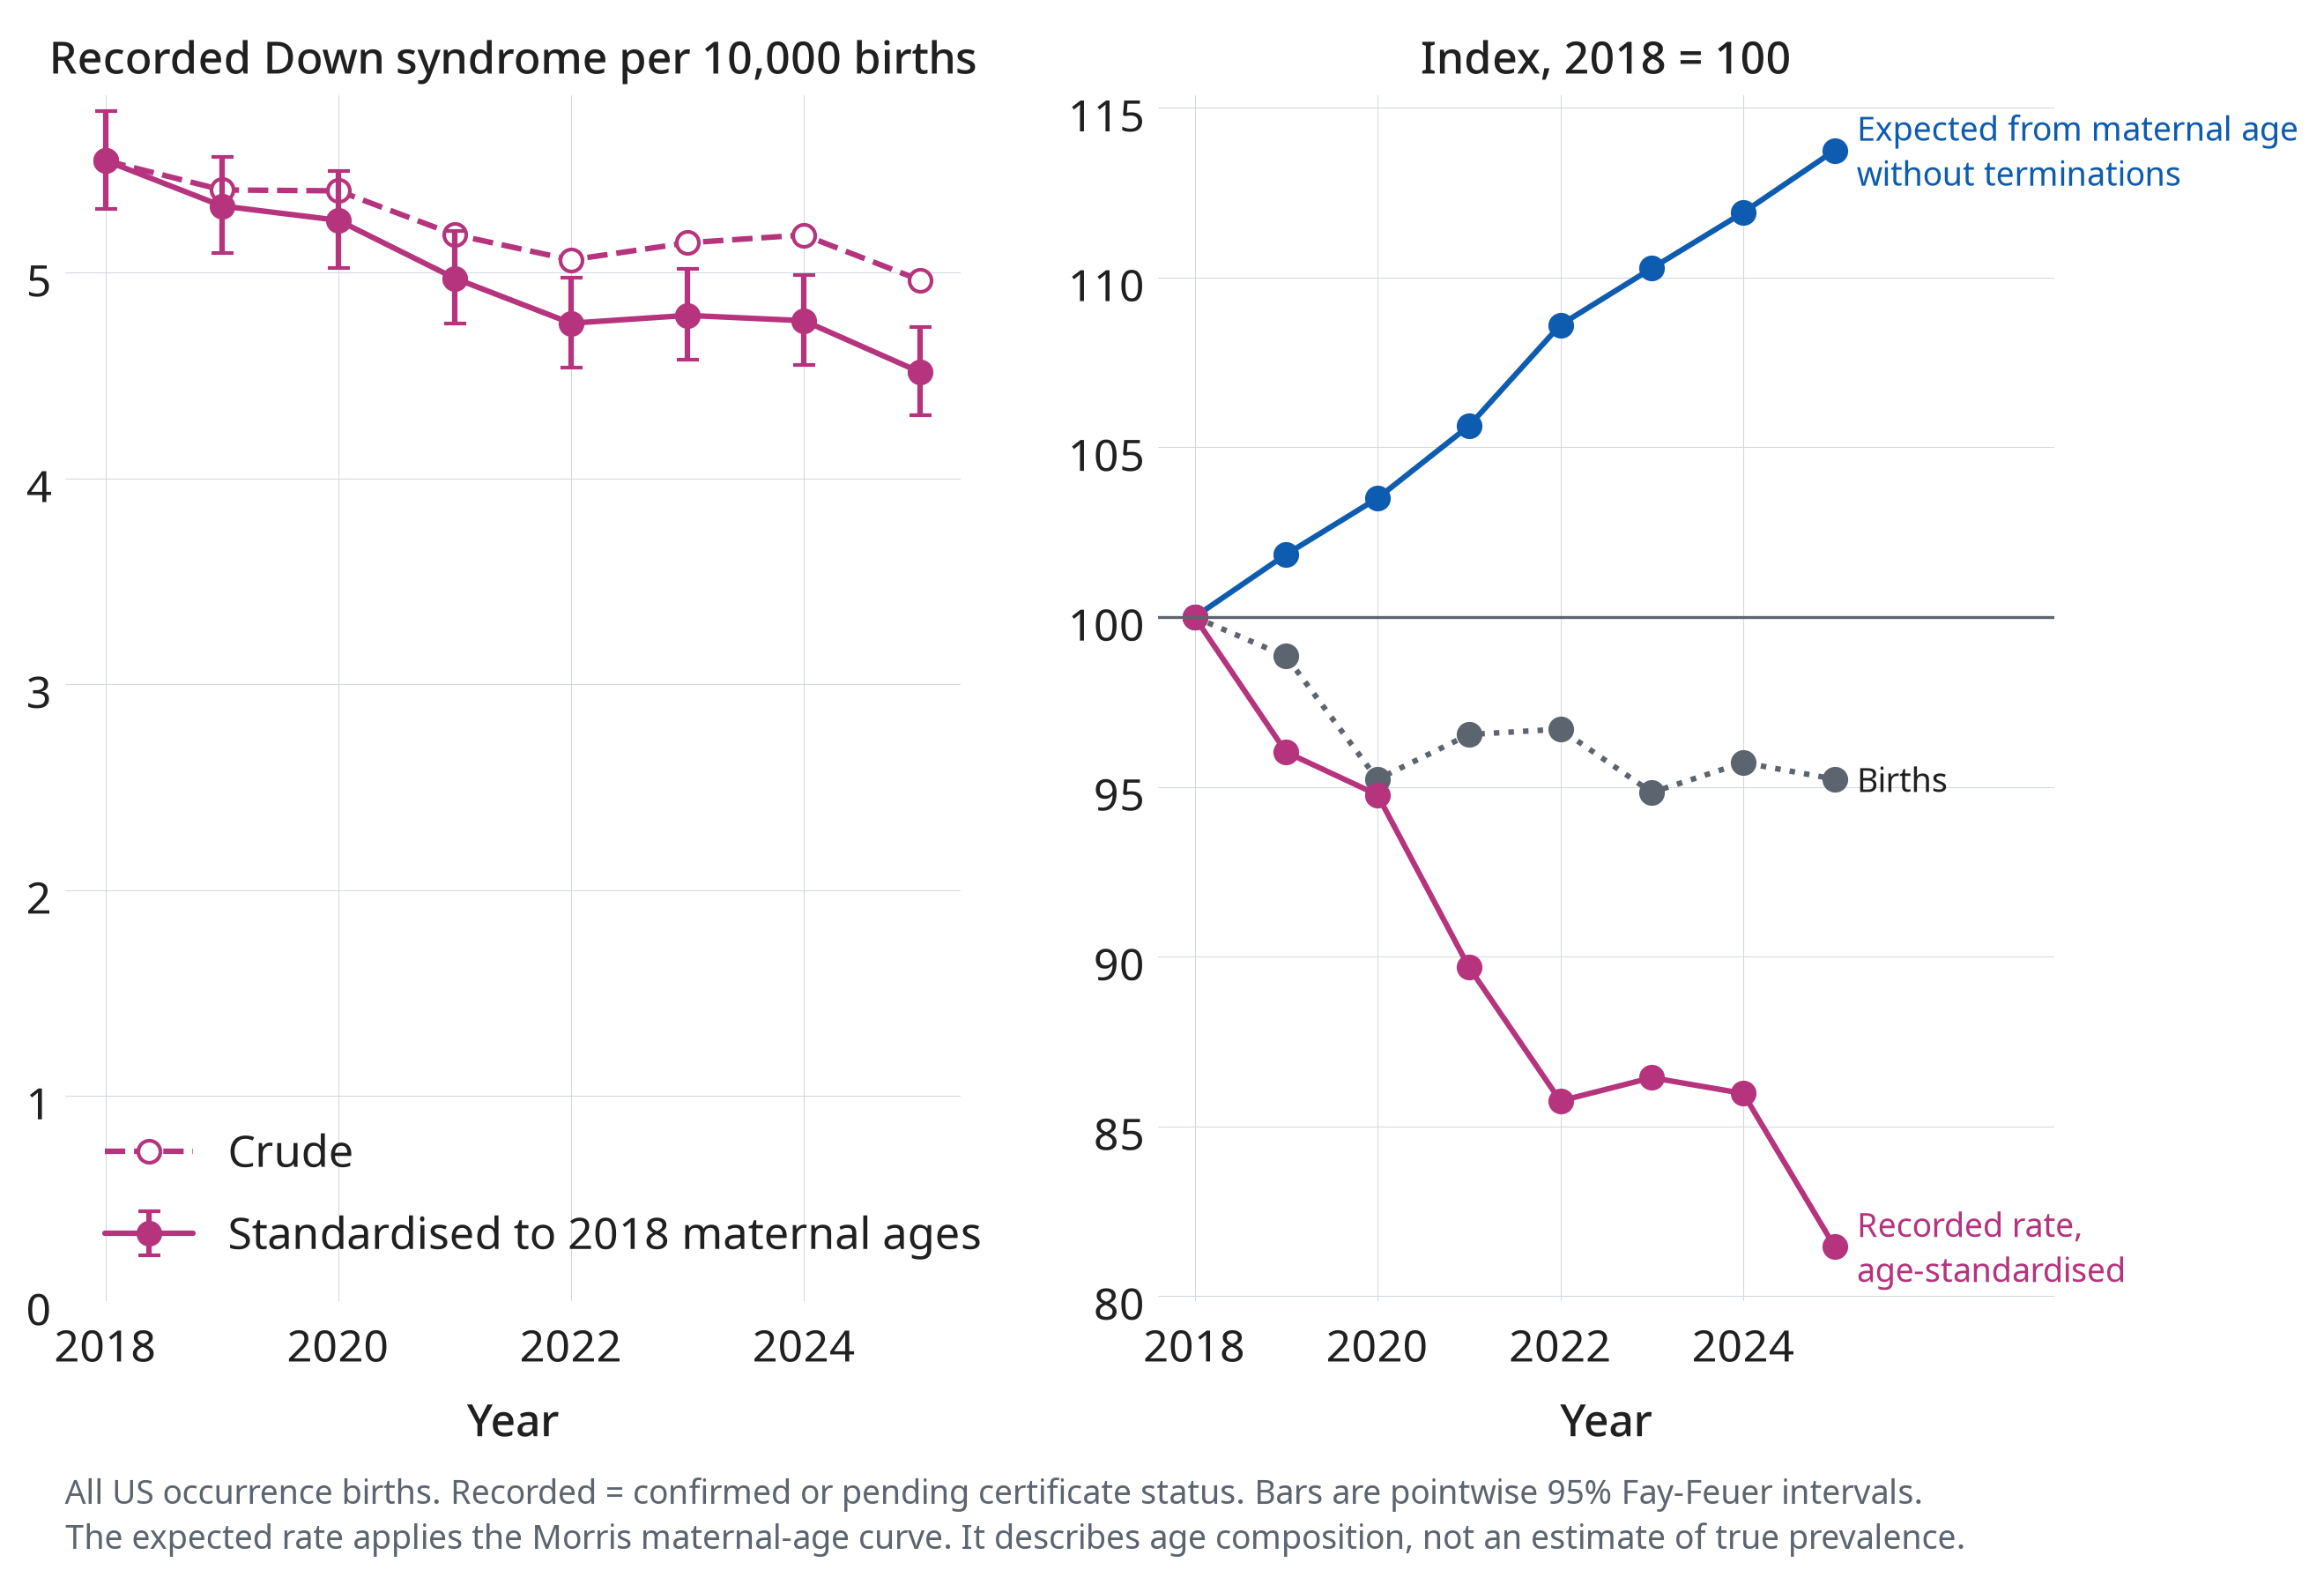 Recorded Down syndrome per 10,000 births
5
4
3
2
1
0
Crude
Standardised to 2018 maternal ages
2018 2020 2022 2024
Year
Index, 2018 = 100
115
110
105
100
95
90
85
80
Expected from maternal age
without terminations
Births
Recorded rate,
age-standardised
2018 2020 2022 2024
Year
All US occurrence births. Recorded = confirmed or pending certificate status. Bars are pointwise 95% Fay-Feuer intervals.
The expected rate applies the Morris maternal-age curve. It describes age composition, not an estimate of true prevalence.